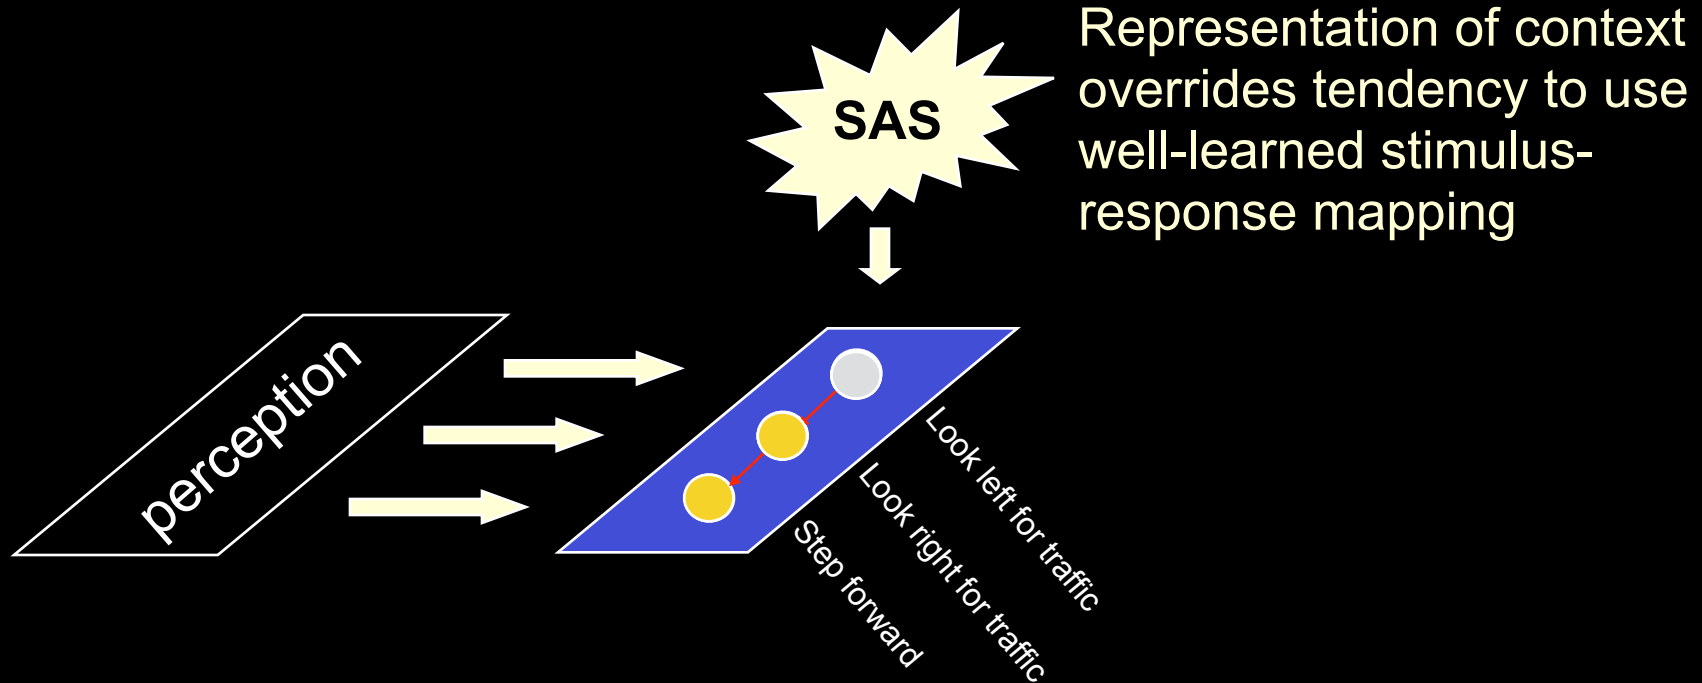 SAS
Representation of context
overrides tendency to use
well-learned stimulus-
response mapping
perception
Look left for traffic
Look right for traffic
Step forward